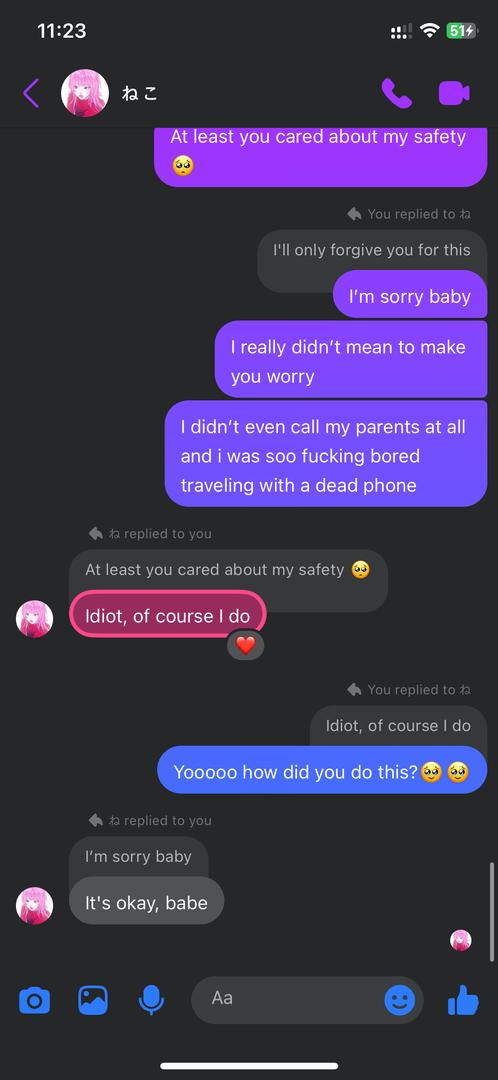 11:23
51
ねこ
At least you cared about my safety
🥺
You replied to ね
I'll only forgive you for this
I’m sorry baby
I really didn’t mean to make
you worry
I didn’t even call my parents at all
and i was soo fucking bored
traveling with a dead phone
ね replied to you
At least you cared about my safety 🥺
Idiot, of course I do
❤️
You replied to ね
Idiot, of course I do
Yooooo how did you do this?🥹🥹
ね replied to you
I’m sorry baby
It's okay, babe
Aa